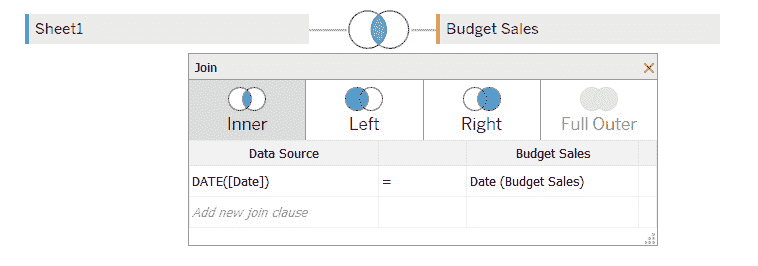 Sheet1 Budget Sales
Join
Inner Left Right Full Outer
Data Source Budget Sales
DATE([Date]) = Date (Budget Sales)
Add new join clause